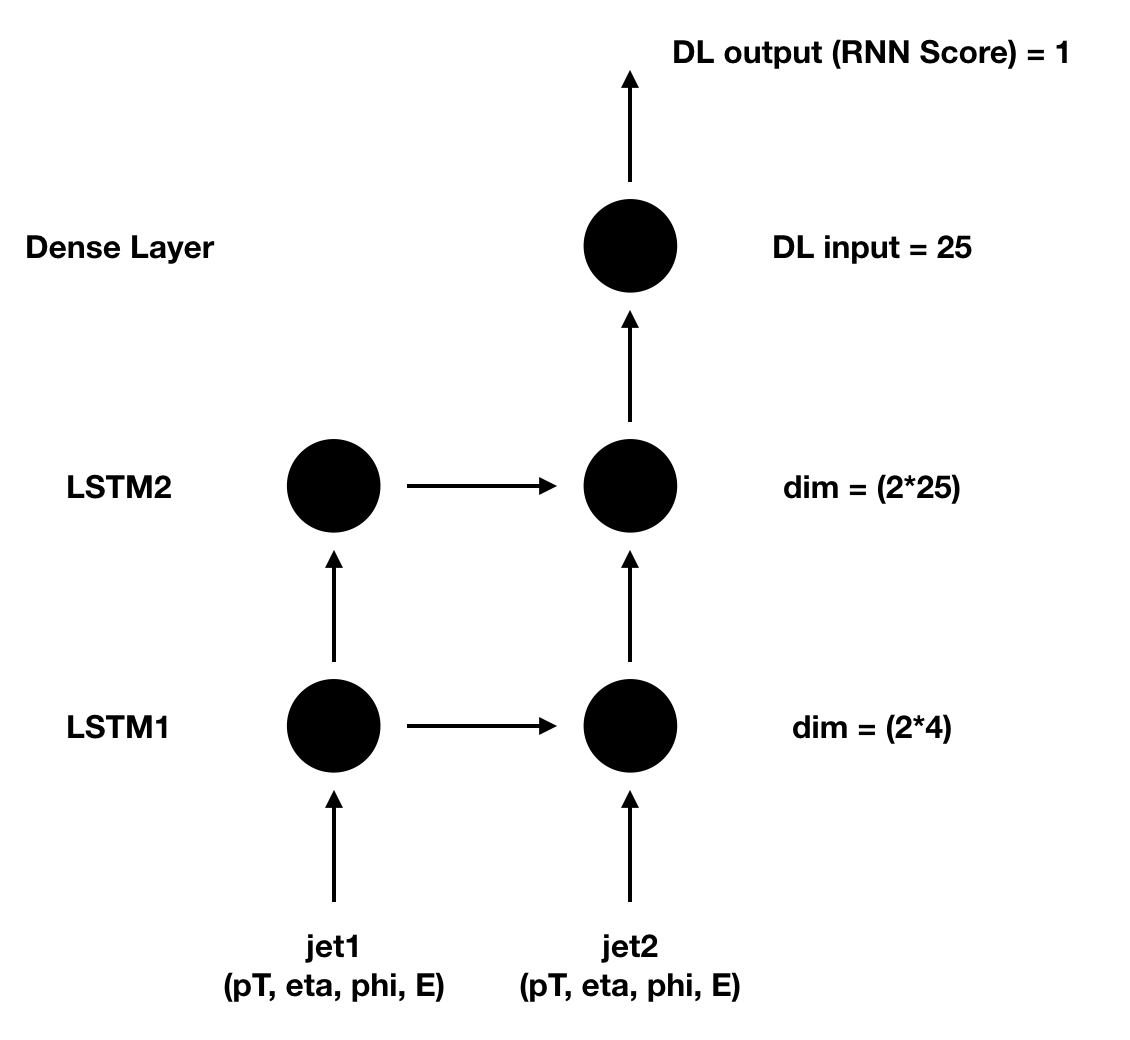 DL output (RNN Score) = 1
Dense Layer
DL input = 25
LSTM2
dim = (2*25)
LSTM1
dim = (2*4)
jet1
(pT, eta, phi, E)
jet2
(pT, eta, phi, E)